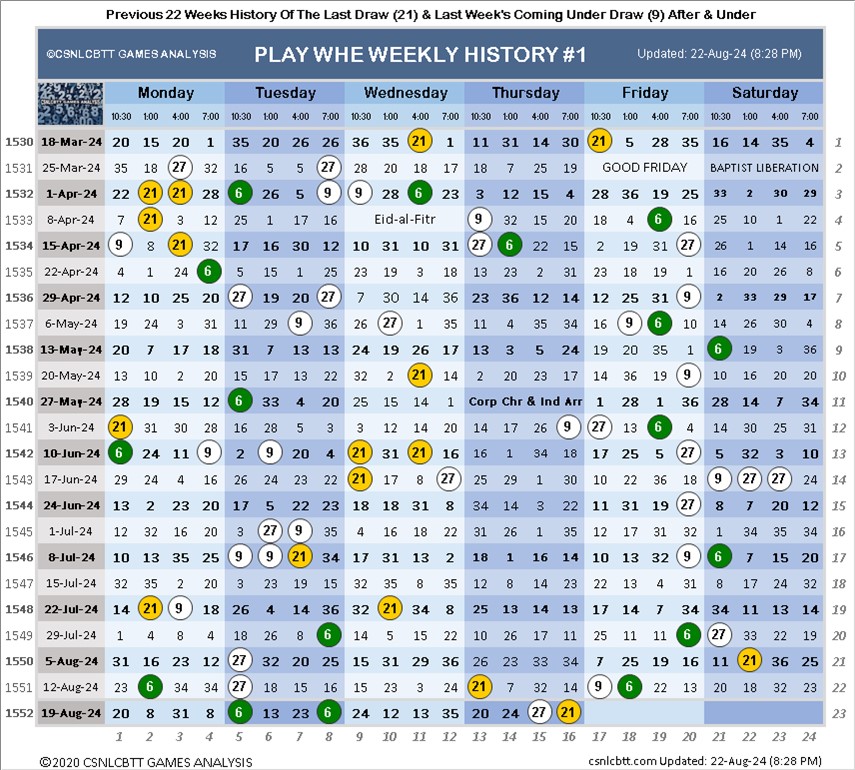 Previous 22 Weeks History Of The Last Draw (21) & Last Week's Coming Under Draw (9) After & Under
©CSNLCBTT GAMES ANALYSIS PLAY WHE WEEKLY HISTORY #1 Updated: 22-Aug-24 (8:28 PM)
Monday Tuesday Wednesday Thursday Friday Saturday
10:30 1:00 4:00 7:00 10:30 1:00 4:00 7:00 10:30 1:00 4:00 7:00 10:30 1:00 4:00 7:00 10:30 1:00 4:00 7:00 10:30 1:00 4:00 7:00
1530 18-Mar-24 20 15 20 1 35 20 26 26 36 35 21 1 11 31 14 30 21 5 28 35 16 14 35 4 1
1531 25-Mar-24 35 18 27 32 16 5 5 27 28 20 18 17 18 7 25 19 GOOD FRIDAY BAPTIST LIBERATION 2
1532 1-Apr-24 22 21 21 28 6 26 5 9 9 28 6 23 3 12 15 4 28 36 19 25 33 2 30 29 3
1533 8-Apr-24 7 21 3 12 25 1 17 16 Eid-al-Fitr 9 32 15 20 18 4 6 19 25 10 1 22 4
1534 15-Apr-24 9 8 21 32 17 16 30 12 10 31 10 31 27 6 22 15 2 19 31 27 26 1 14 16 5
1535 22-Apr-24 4 1 24 6 5 15 1 25 23 19 3 18 13 23 2 31 23 18 19 1 16 20 26 8 6
1536 29-Apr-24 12 10 25 20 27 19 20 27 7 30 14 36 23 36 12 14 12 25 31 9 2 33 29 17 7
1537 6-May-24 19 24 3 31 11 29 9 36 26 27 1 35 11 4 35 34 16 9 6 10 14 26 30 4 8
1538 13-May-24 20 7 17 18 31 7 13 13 24 19 26 17 13 3 5 24 19 20 35 1 6 19 3 36 9
1539 20-May-24 13 10 2 20 15 17 13 22 32 2 21 14 2 20 23 17 14 36 19 9 10 16 20 20 10
1540 27-May-24 28 19 15 12 6 33 4 20 25 15 14 1 Corp Chr & Ind Arr 1 28 1 36 28 14 7 34 11
1541 3-Jun-24 21 31 30 28 16 28 5 3 3 12 14 20 14 17 26 9 27 13 6 4 14 30 25 31 12
1542 10-Jun-24 6 24 11 9 2 9 20 4 21 31 21 16 16 1 34 18 17 25 5 27 5 32 3 10 13
1543 17-Jun-24 29 24 4 16 26 24 23 22 21 17 8 27 25 29 1 30 10 22 36 18 9 27 27 24 14
1544 24-Jun-24 13 2 20 23 17 5 22 23 18 18 31 8 34 14 3 22 11 31 19 27 8 7 20 12 15
1545 1-Jul-24 12 32 16 20 3 27 9 35 4 16 18 22 31 26 1 35 12 17 31 32 1 34 35 34 16
1546 8-Jul-24 10 13 35 25 9 9 21 34 17 31 13 2 18 1 16 14 10 13 32 9 6 7 15 20 17
1547 15-Jul-24 32 35 2 20 3 23 19 15 32 35 8 35 12 8 14 23 22 13 4 31 8 17 24 32 18
1548 22-Jul-24 14 21 9 18 26 4 14 36 32 21 34 8 25 13 14 13 17 14 7 34 34 11 13 14 19
1549 29-Jul-24 1 4 8 4 18 26 8 6 14 5 15 22 10 26 17 11 25 11 11 6 27 33 22 19 20
1550 5-Aug-24 31 16 23 12 27 32 20 25 15 31 29 36 26 23 33 34 7 25 19 16 11 21 36 25 21
1551 12-Aug-24 23 6 34 34 27 18 15 16 15 23 3 24 21 7 32 14 9 6 22 13 20 18 32 32 22
1552 19-Aug-24 20 8 31 8 6 13 23 6 24 12 13 35 20 24 27 21 23
1 2 3 4 5 6 7 8 9 10 11 12 13 14 15 16 17 18 19 20 21 22 23 24
©2020 CSNLCBTT GAMES ANALYSIS csnlcbtt.com Updated: 22-Aug-24 (8:28 PM)